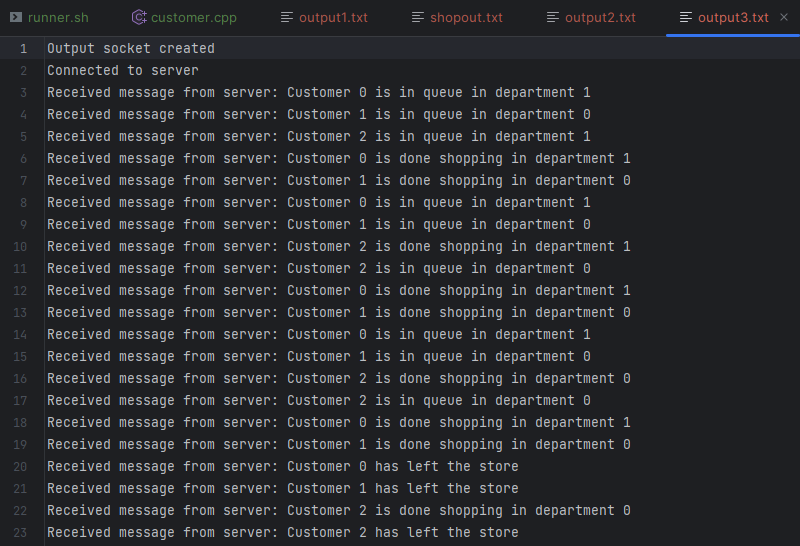 runner.sh customer.cpp output1.txt shopout.txt output2.txt output3.txt
1 Output socket created
2 Connected to server
3 Received message from server: Customer 0 is in queue in department 1
4 Received message from server: Customer 1 is in queue in department 0
5 Received message from server: Customer 2 is in queue in department 1
6 Received message from server: Customer 0 is done shopping in department 1
7 Received message from server: Customer 1 is done shopping in department 0
8 Received message from server: Customer 0 is in queue in department 1
9 Received message from server: Customer 1 is in queue in department 0
10 Received message from server: Customer 2 is done shopping in department 1
11 Received message from server: Customer 2 is in queue in department 0
12 Received message from server: Customer 0 is done shopping in department 1
13 Received message from server: Customer 1 is done shopping in department 0
14 Received message from server: Customer 0 is in queue in department 1
15 Received message from server: Customer 1 is in queue in department 0
16 Received message from server: Customer 2 is done shopping in department 0
17 Received message from server: Customer 2 is in queue in department 0
18 Received message from server: Customer 0 is done shopping in department 1
19 Received message from server: Customer 1 is done shopping in department 0
20 Received message from server: Customer 0 has left the store
21 Received message from server: Customer 1 has left the store
22 Received message from server: Customer 2 is done shopping in department 0
23 Received message from server: Customer 2 has left the store